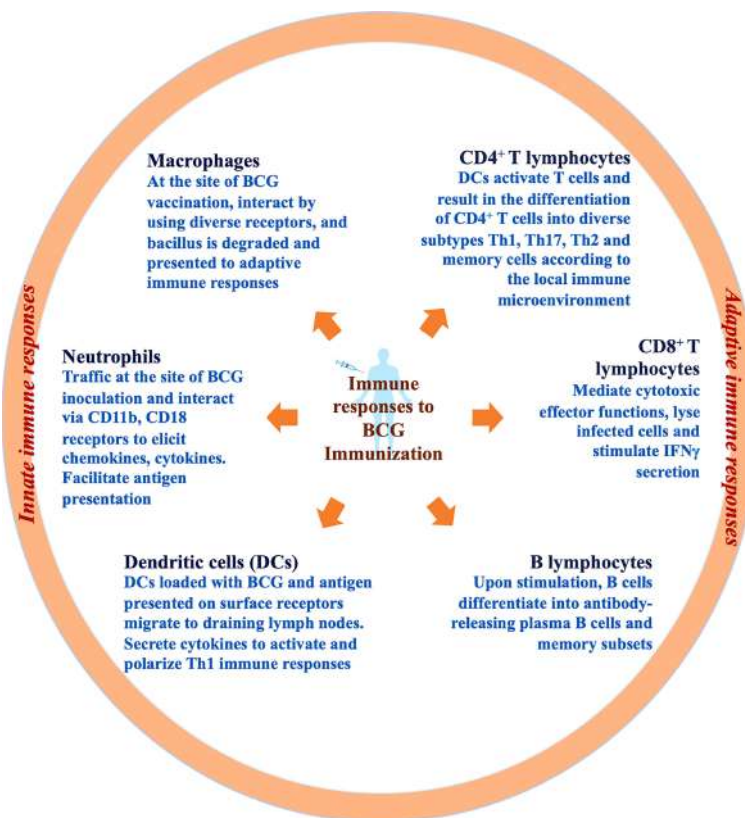 Innate immune responses
Macrophages
At the site of BCG
vaccination, interact by
using diverse receptors, and
bacillus is degraded and
presented to adaptive
immune responses
Neutrophils
Traffic at the site of BCG
inoculation and interact
via CD11b, CD18
receptors to elicit
chemokines, cytokines.
Facilitate antigen
presentation
Dendritic cells (DCs)
DCs loaded with BCG and antigen
presented on surface receptors
migrate to draining lymph nodes.
Secrete cytokines to activate and
polarize Th1 immune responses
Immune
responses to
BCG
Immunization
CD4⁺ T lymphocytes
DCs activate T cells and
result in the differentiation
of CD4⁺ T cells into diverse
subtypes Th1, Th17, Th2 and
memory cells according to
the local immune
microenvironment
CD8⁺ T
lymphocytes
Mediate cytotoxic
effector functions, lyse
infected cells and
stimulate IFNγ
secretion
B lymphocytes
Upon stimulation, B cells
differentiate into antibody-
releasing plasma B cells and
memory subsets
Adaptive immune responses